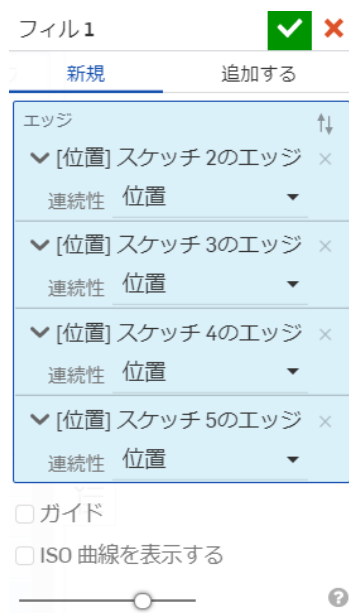 フィル 1
新規 追加する
エッジ
[位置] スケッチ 2のエッジ
連続性 位置
[位置] スケッチ 3のエッジ
連続性 位置
[位置] スケッチ 4のエッジ
連続性 位置
[位置] スケッチ 5のエッジ
連続性 位置
ガイド
ISO 曲線を表示する